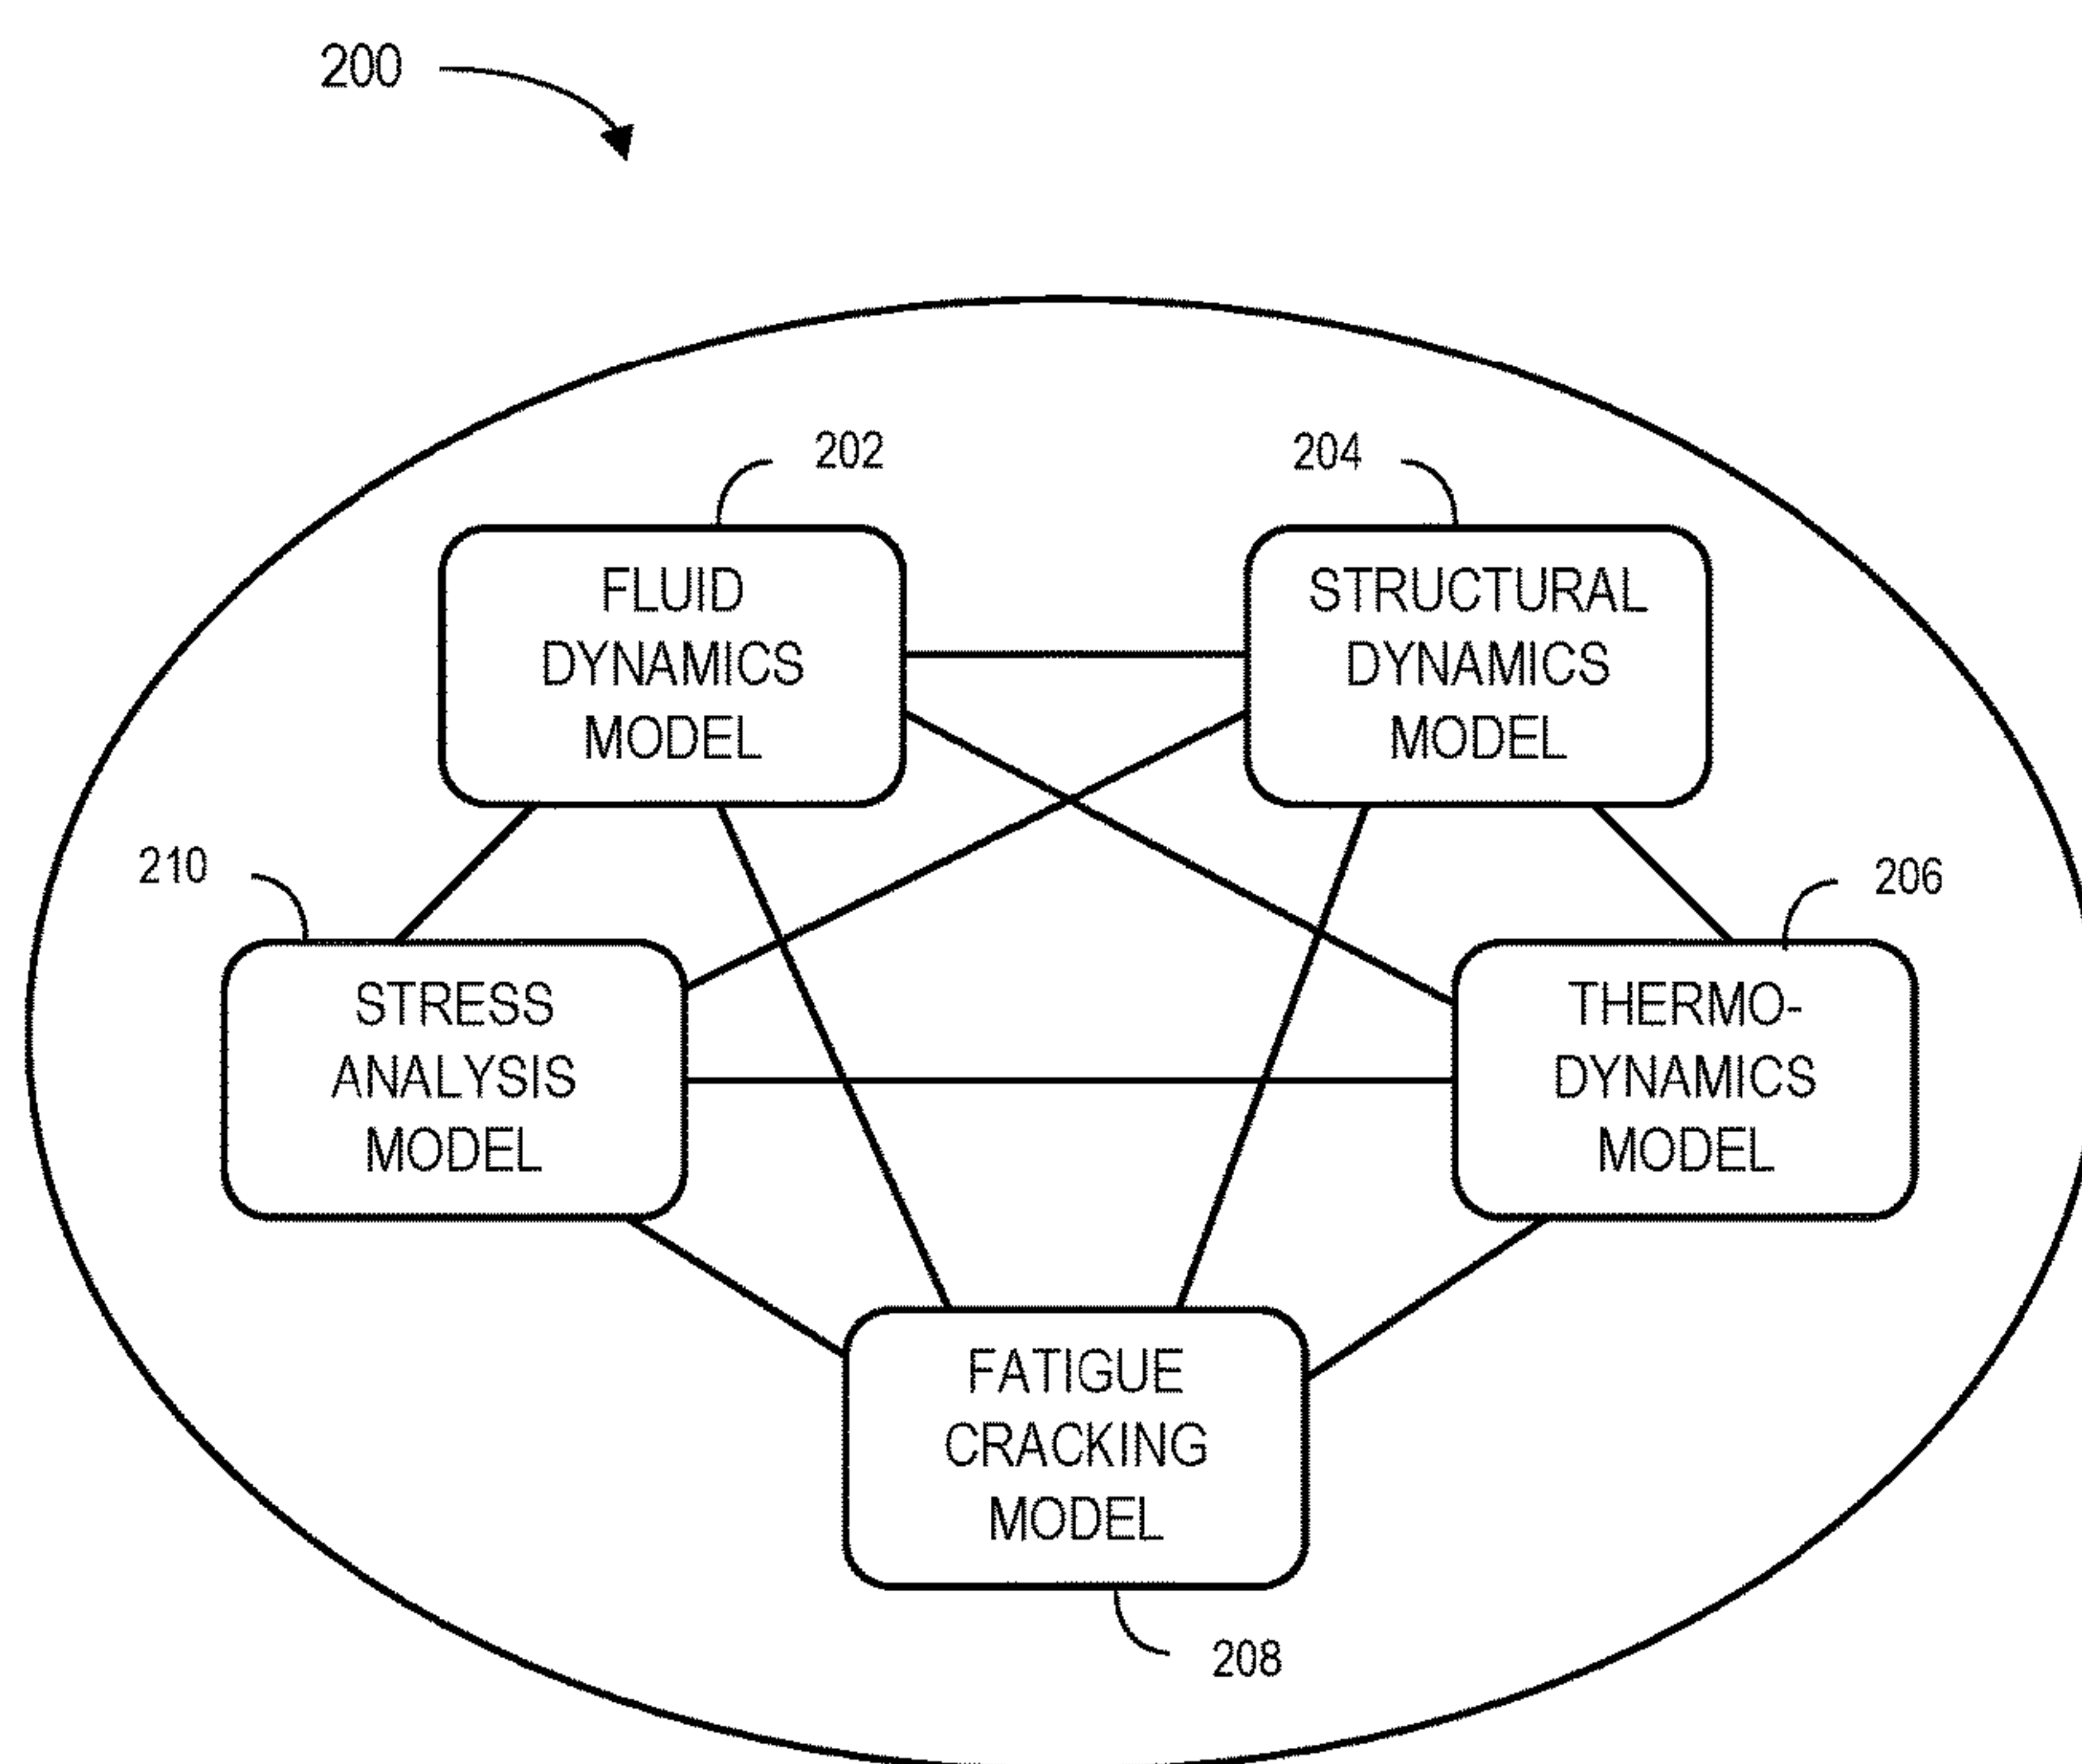 200
202
204
FLUID
DYNAMICS
MODEL
STRUCTURAL
DYNAMICS
MODEL
210
206
STRESS
ANALYSIS
MODEL
THERMO-
DYNAMICS
MODEL
FATIGUE
CRACKING
MODEL
208